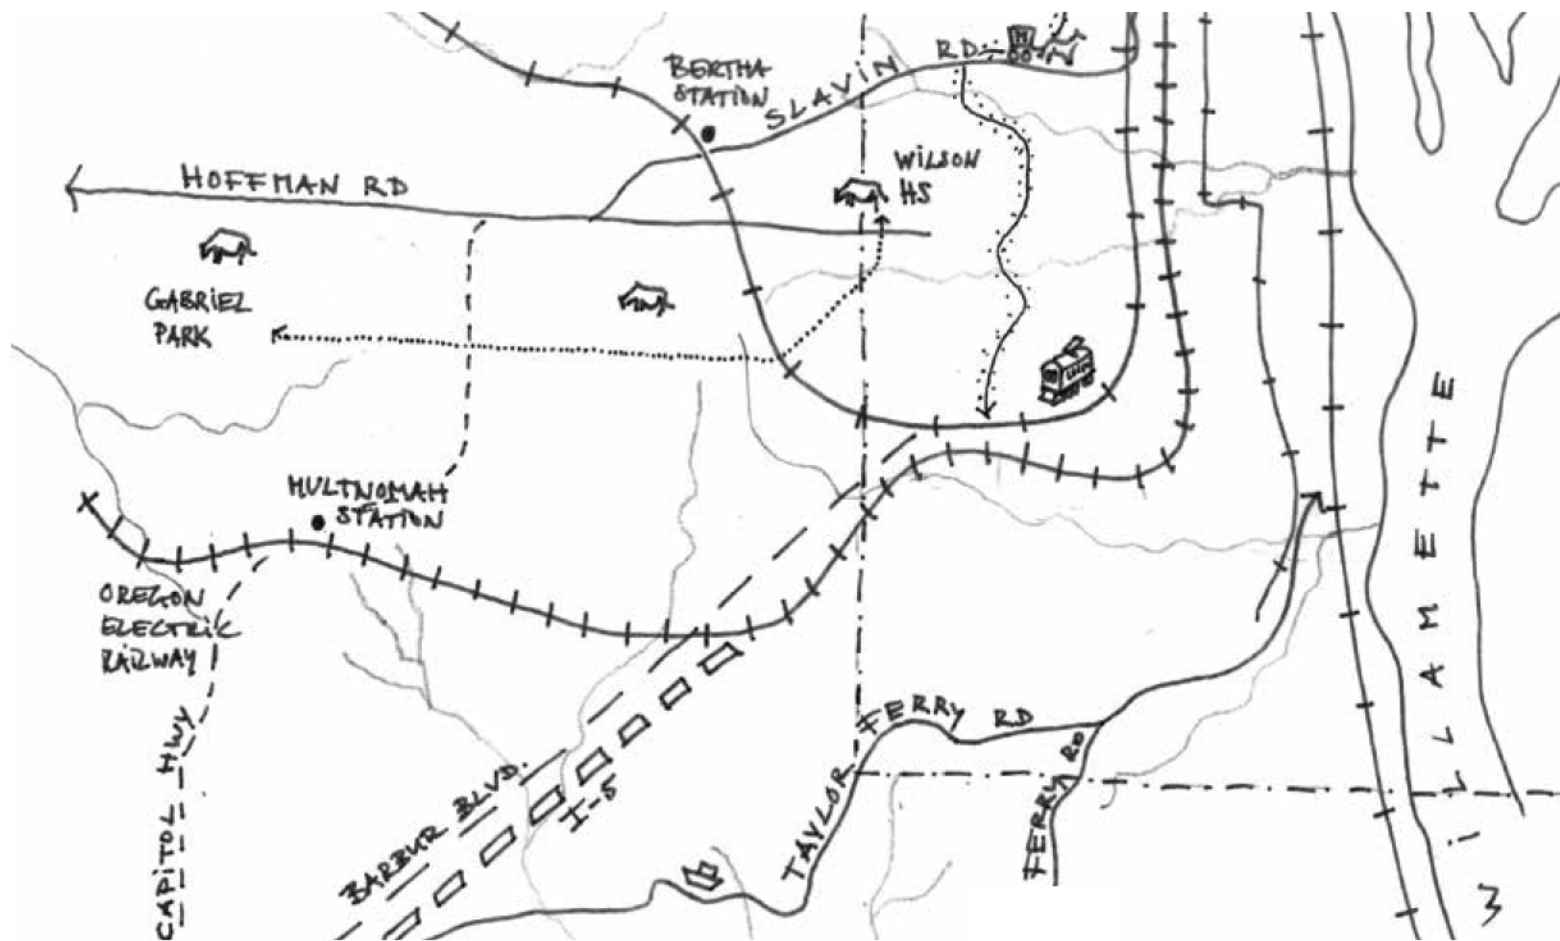 BERTHA
STATION
SLAVIN RD
WILSON
HS
HOFFMAN RD
GABRIEL
PARK
MULTNOMAH
STATION
OREGON
ELECTRIC
RAILWAY
CAPITOL HWY
BARBUR BLVD.
I-5
TAYLOR FERRY RD
FERRY RD
WILLAMETTE